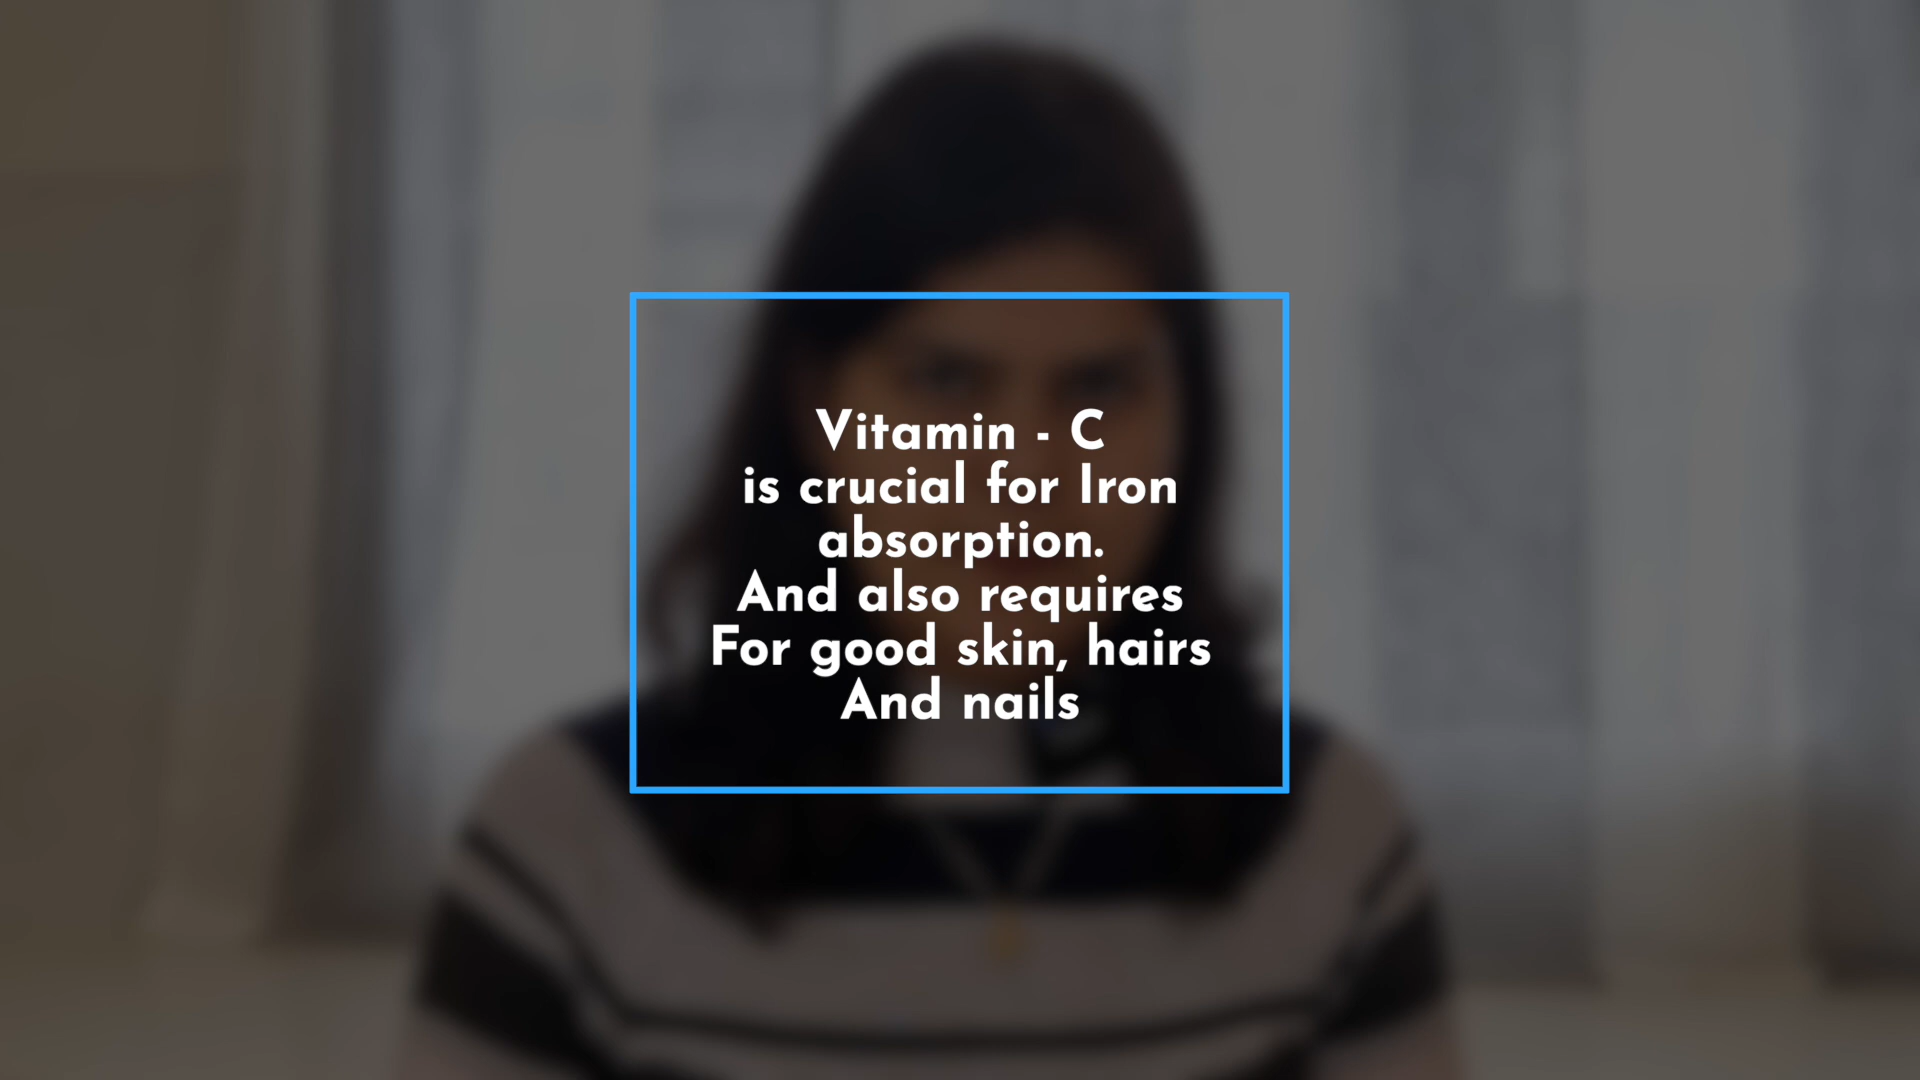 Vitamin - C
is crucial for Iron
absorption.
And also requires
For good skin, hairs
And nails